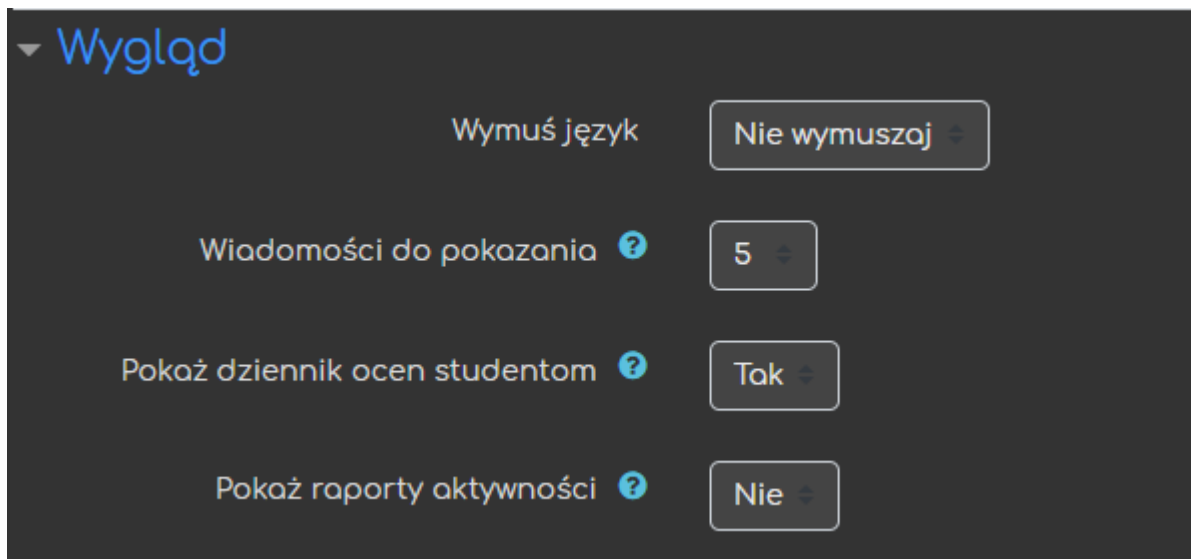 Wygląd
Wymuś język Nie wymuszaj
Wiadomości do pokazania ? 5
Pokaż dziennik ocen studentom ? Tak
Pokaż raporty aktywności ? Nie